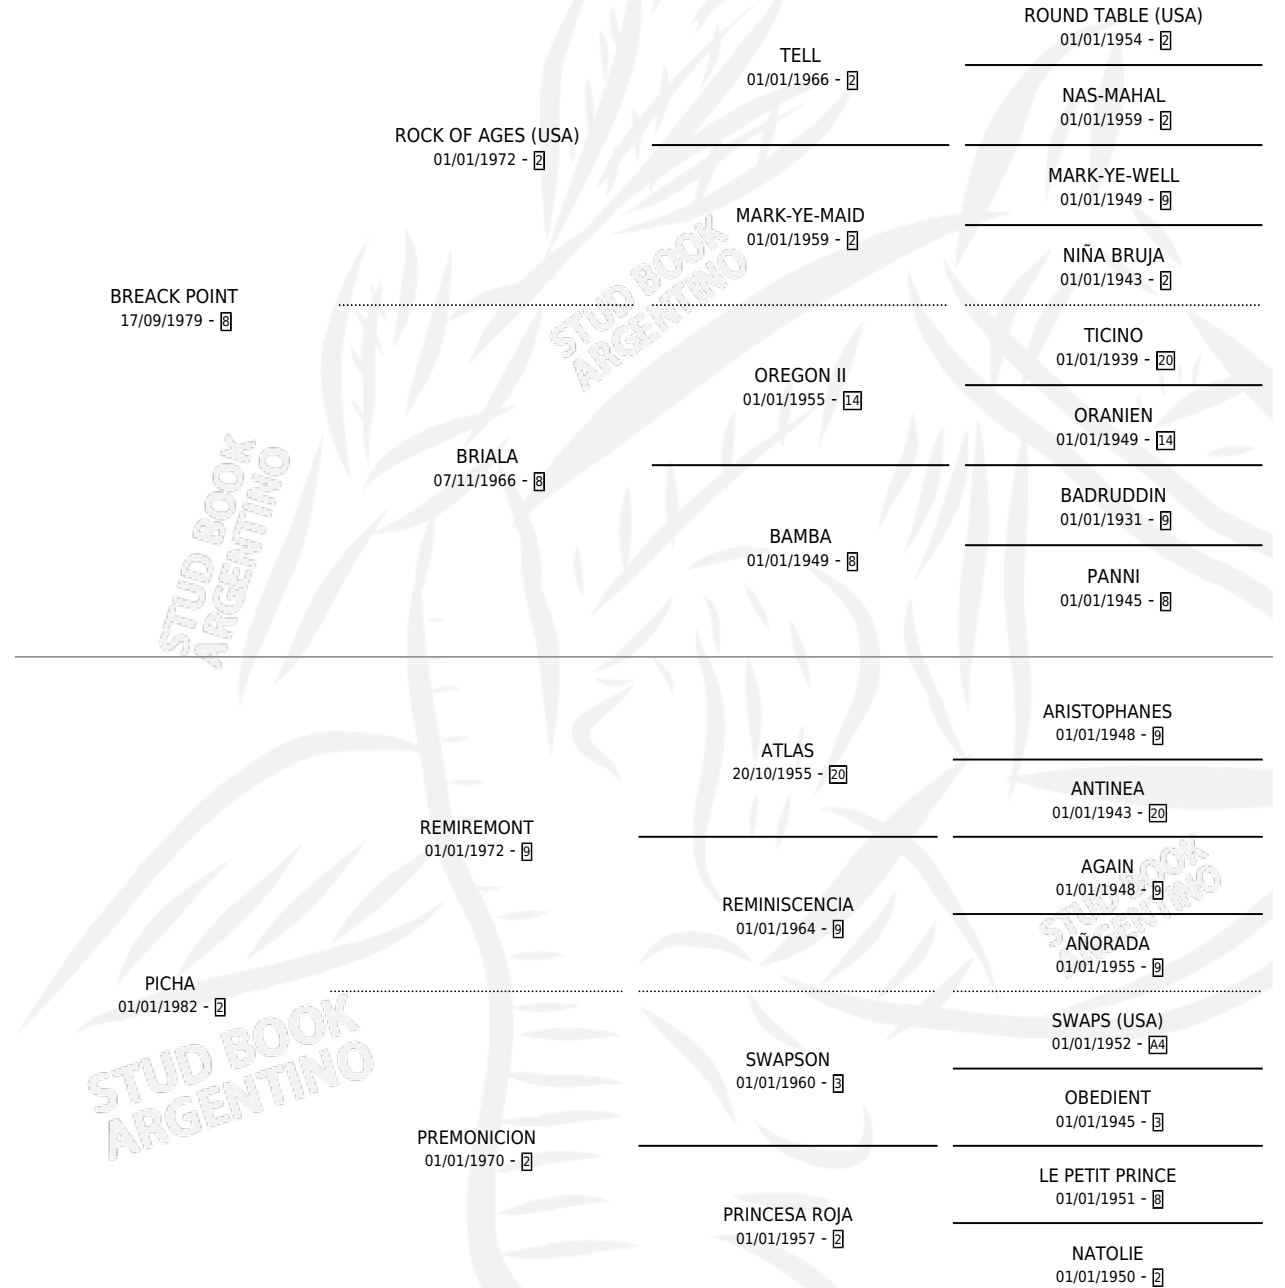 ROUND TABLE (USA)
01/01/1954 - 2
TELL
01/01/1966 - 2
NAS-MAHAL
01/01/1959 - 2
ROCK OF AGES (USA)
01/01/1972 - 2
MARK-YE-WELL
01/01/1949 - 9
MARK-YE-MAID
01/01/1959 - 2
NIÑA BRUJA
01/01/1943 - 2
BREACK POINT
17/09/1979 - 8
TICINO
01/01/1939 - 20
OREGON II
01/01/1955 - 14
ORANIEN
01/01/1949 - 14
BRIALA
07/11/1966 - 8
BADRUDDIN
01/01/1931 - 9
BAMBA
01/01/1949 - 8
PANNI
01/01/1945 - 8
ARISTOPHANES
01/01/1948 - 9
ATLAS
20/10/1955 - 20
ANTINEA
01/01/1943 - 20
REMIREMONT
01/01/1972 - 9
AGAIN
01/01/1948 - 9
REMINISCENCIA
01/01/1964 - 9
AÑORADA
01/01/1955 - 9
PICHA
01/01/1982 - 2
SWAPS (USA)
01/01/1952 - A4
SWAPSON
01/01/1960 - 3
OBEDIENT
01/01/1945 - 3
PREMONICION
01/01/1970 - 2
LE PETIT PRINCE
01/01/1951 - 8
PRINCESA ROJA
01/01/1957 - 2
NATOLIE
01/01/1950 - 2
STUD BOOK
ARGENTINO
STUD BOOK
ARGENTINO
STUD BOOK
ARGENTINO
STUD BOOK
ARGENTINO